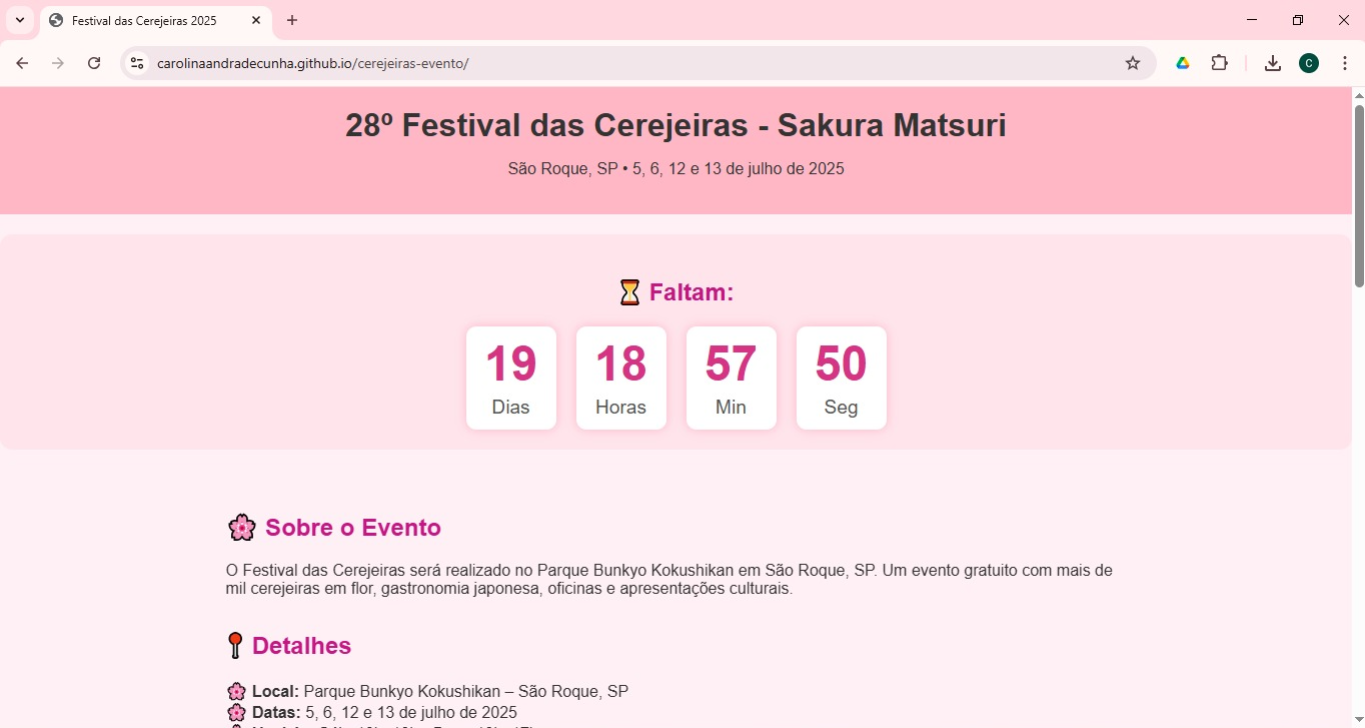 Festival das Cerejeiras 2025
carolinaandradecunha.github.io/cerejeiras-evento/
C
28º Festival das Cerejeiras - Sakura Matsuri
São Roque, SP • 5, 6, 12 e 13 de julho de 2025
⏳ Faltam:
19 18 57 50
Dias Horas Min Seg
🌸 Sobre o Evento
O Festival das Cerejeiras será realizado no Parque Bunkyo Kokushikan em São Roque, SP. Um evento gratuito com mais de
mil cerejeiras em flor, gastronomia japonesa, oficinas e apresentações culturais.
📍 Detalhes
🌸 Local: Parque Bunkyo Kokushikan – São Roque, SP
🌸 Datas: 5, 6, 12 e 13 de julho de 2025